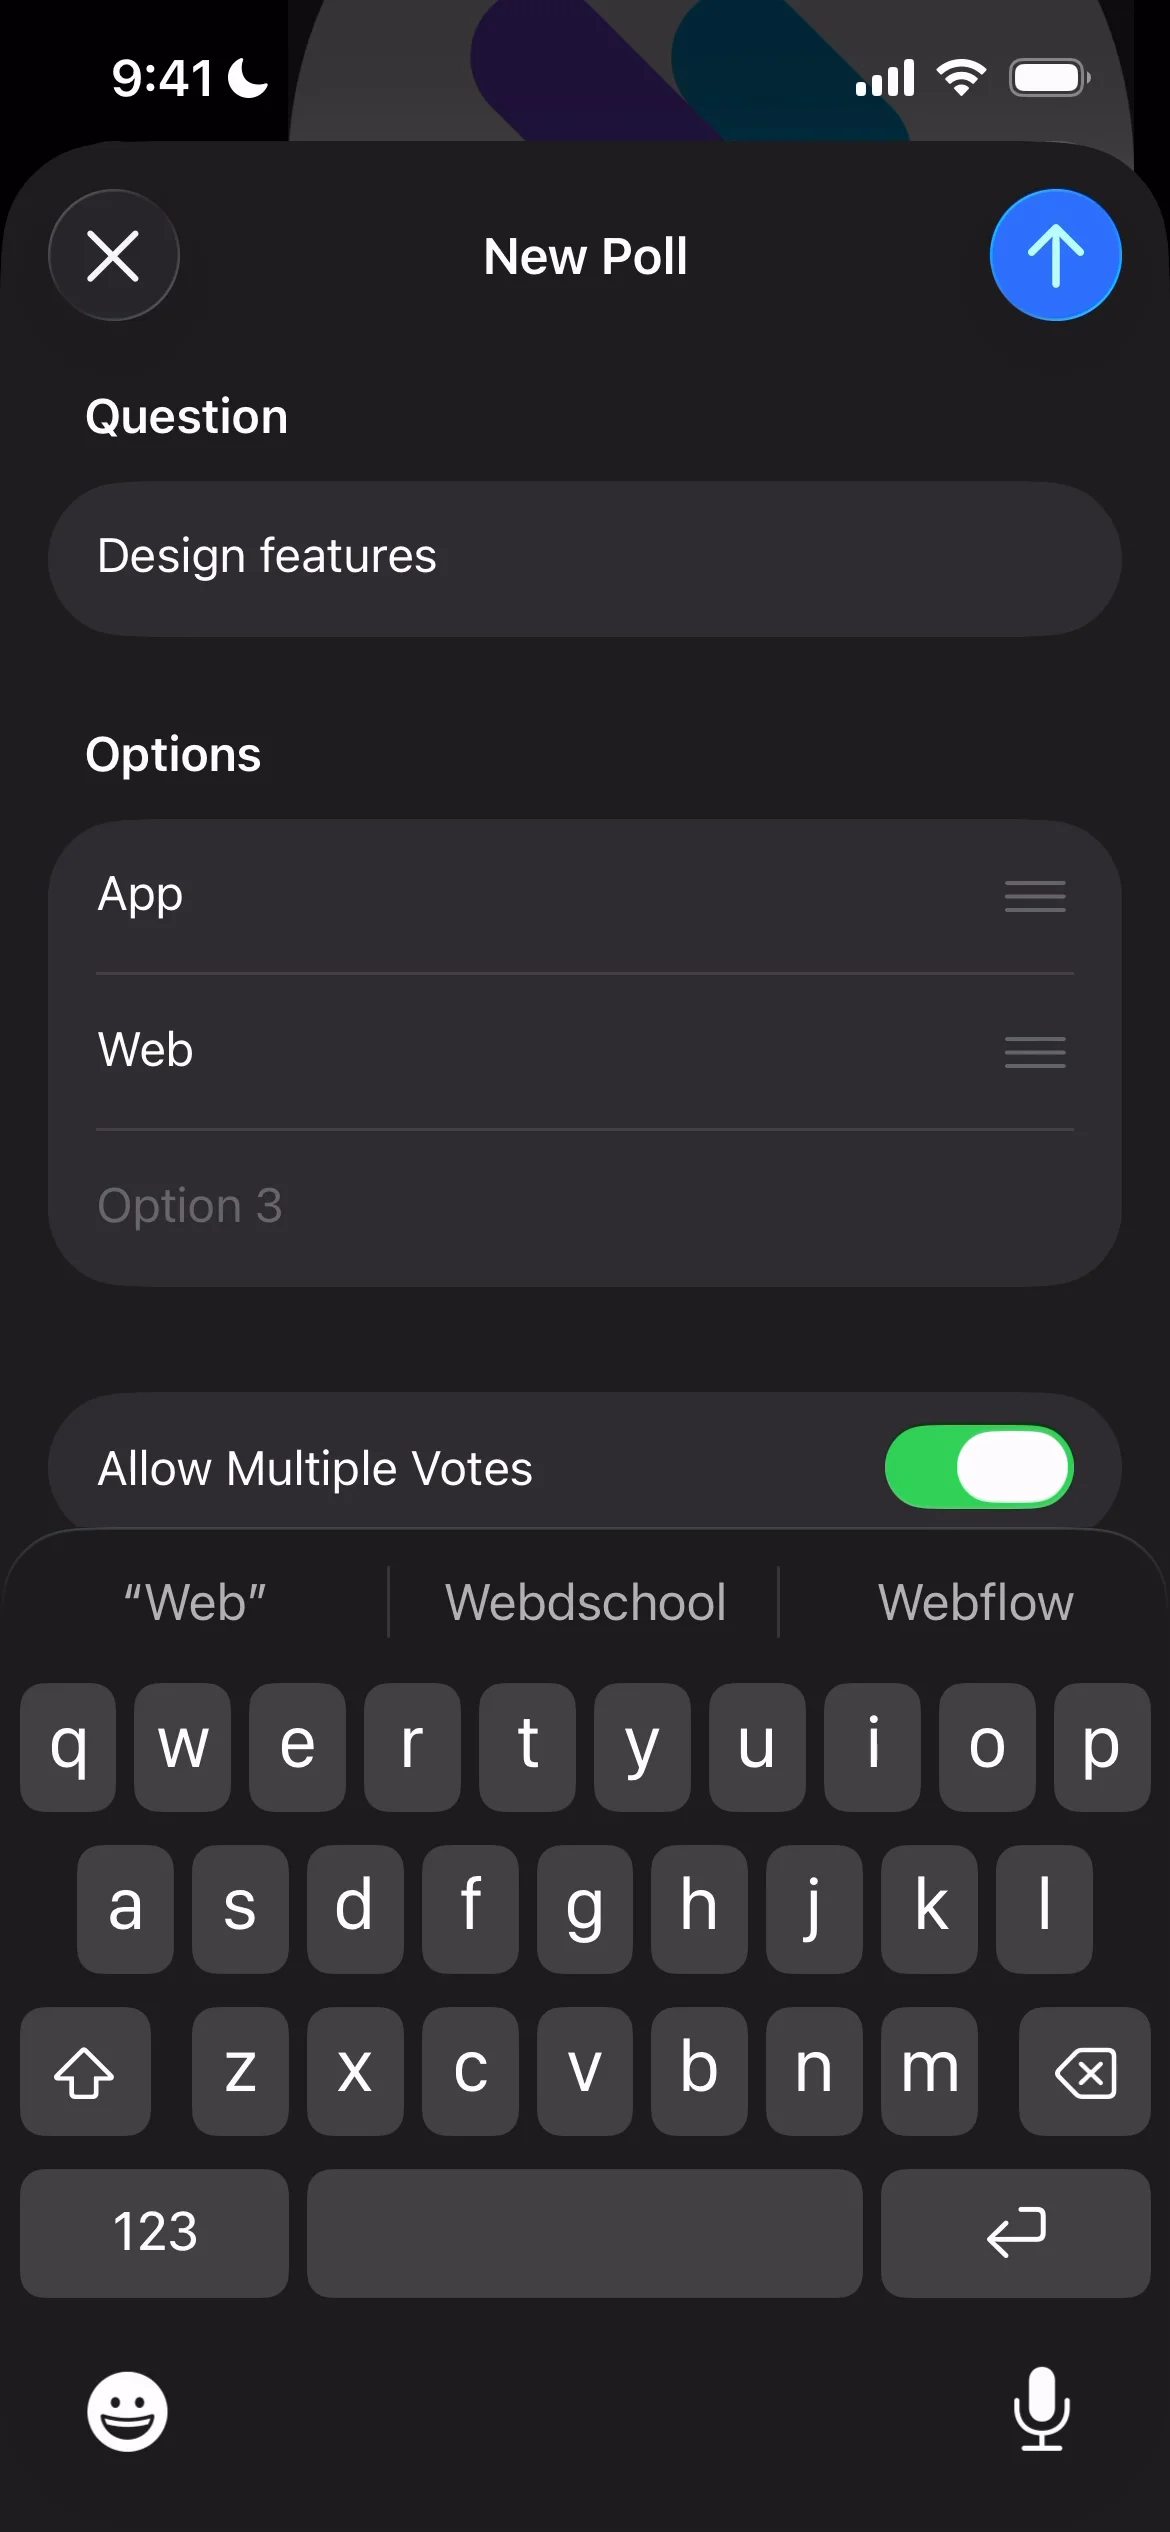 9:41
New Poll
Question
Design features
Options
App
Web
Option 3
Allow Multiple Votes
“Web” Webdschool Webflow
q w e r t y u i o p
a s d f g h j k l
z x c v b n m
123